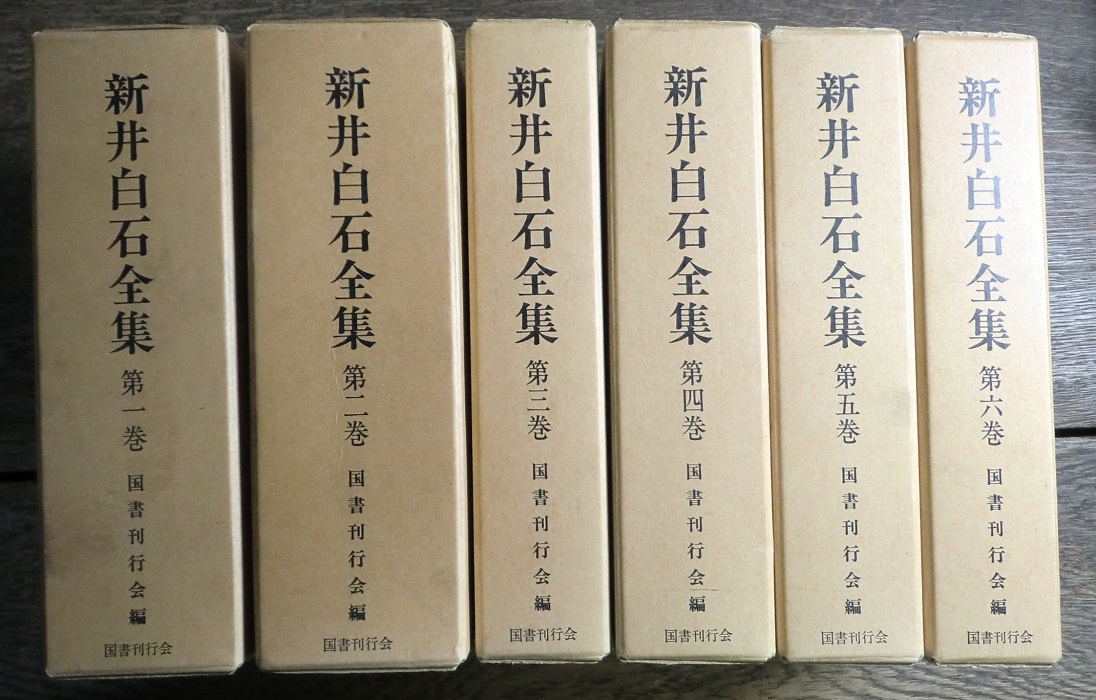 新井白石全集 第一巻 国書刊行会編
国書刊行会
新井白石全集 第二巻 国書刊行会編
国書刊行会
新井白石全集 第三巻 国書刊行会編
国書刊行会
新井白石全集 第四巻 国書刊行会編
国書刊行会
新井白石全集 第五巻 国書刊行会編
国書刊行会
新井白石全集 第六巻 国書刊行会編
国書刊行会